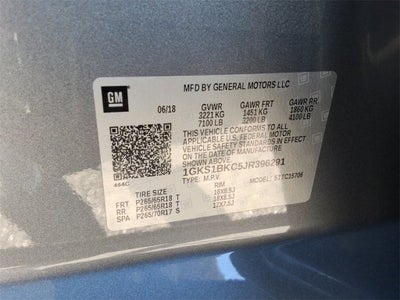 GM
MFD BY GENERAL MOTORS LLC
06/18 GVWR GAWR FRT GAWR RR
3221 KG 1451 KG 1860 KG
7100 LB 3200 LB 4100 LB
THIS VEHICLE CONFORMS TO ALL
APPLICABLE U.S. FEDERAL MOTOR
VEHICLE SAFETY STANDARDS IN EFFECT
ON THE DATE OF MANUFACTURE
SHOWN ABOVE
1GKS1BKC5JR396291
464C TYPE: M.P.V. MODEL: S1TC15706
TIRE SIZE RIM
FRT P265/65R18 T 18X8.5J
RR P265/65R18 T 18X8.5J
SPA P265/70R17 S 17X7.5J